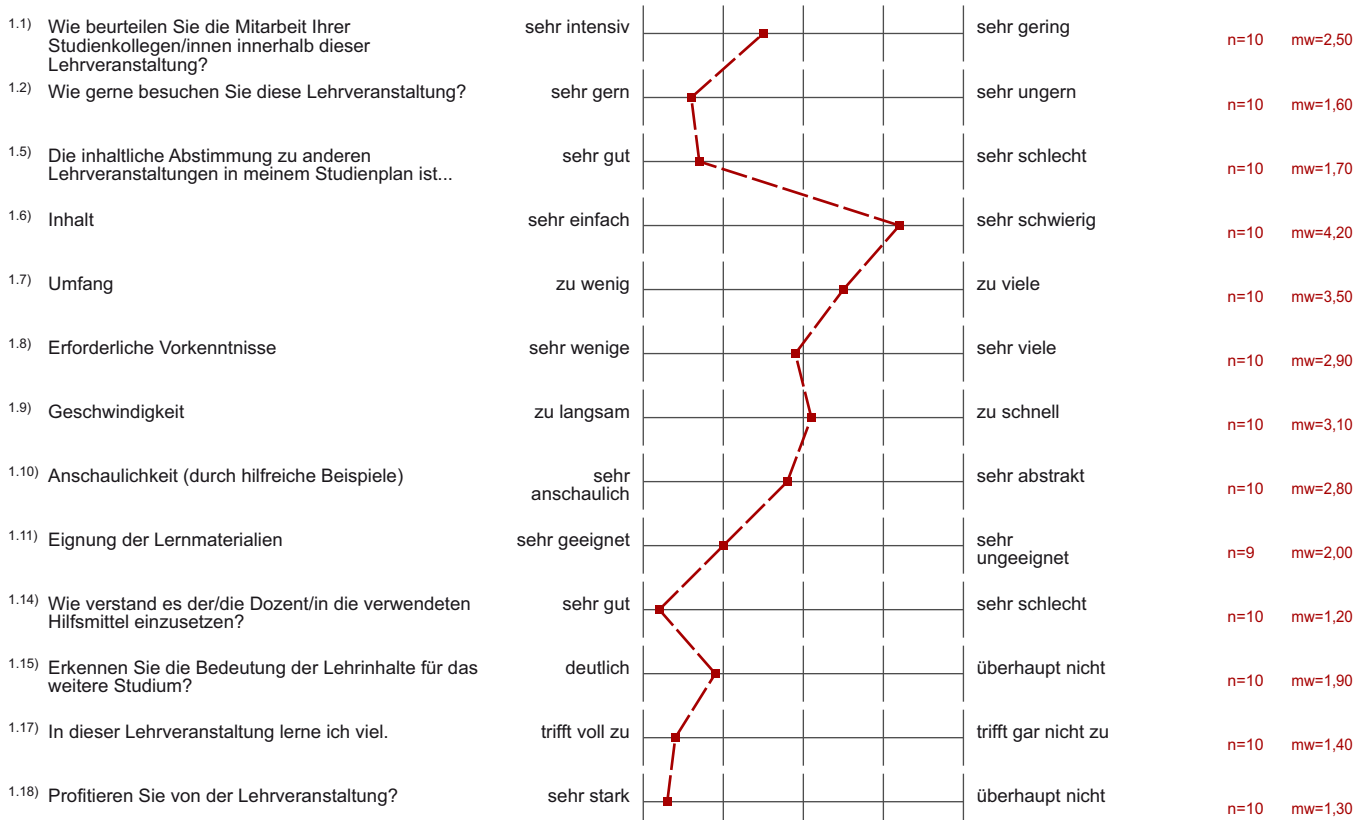 1.1) Wie beurteilen Sie die Mitarbeit Ihrer sehr intensiv sehr gering
Studienkollegen/innen innerhalb dieser n=10 mw=2,50
Lehrveranstaltung?
1.2) Wie gerne besuchen Sie diese Lehrveranstaltung? sehr gern sehr ungern
n=10 mw=1,60
1.5) Die inhaltliche Abstimmung zu anderen sehr gut sehr schlecht
Lehrveranstaltungen in meinem Studienplan ist... n=10 mw=1,70
1.6) Inhalt sehr einfach sehr schwierig
n=10 mw=4,20
1.7) Umfang zu wenig zu viele
n=10 mw=3,50
1.8) Erforderliche Vorkenntnisse sehr wenige sehr viele
n=10 mw=2,90
1.9) Geschwindigkeit zu langsam zu schnell
n=10 mw=3,10
1.10) Anschaulichkeit (durch hilfreiche Beispiele) sehr sehr abstrakt
anschaulich n=10 mw=2,80
1.11) Eignung der Lernmaterialien sehr geeignet sehr
ungeeignet n=9 mw=2,00
1.14) Wie verstand es der/die Dozent/in die verwendeten sehr gut sehr schlecht
Hilfsmittel einzusetzen? n=10 mw=1,20
1.15) Erkennen Sie die Bedeutung der Lehrinhalte für das deutlich überhaupt nicht
weitere Studium? n=10 mw=1,90
1.17) In dieser Lehrveranstaltung lerne ich viel. trifft voll zu trifft gar nicht zu
n=10 mw=1,40
1.18) Profitieren Sie von der Lehrveranstaltung? sehr stark überhaupt nicht
n=10 mw=1,30